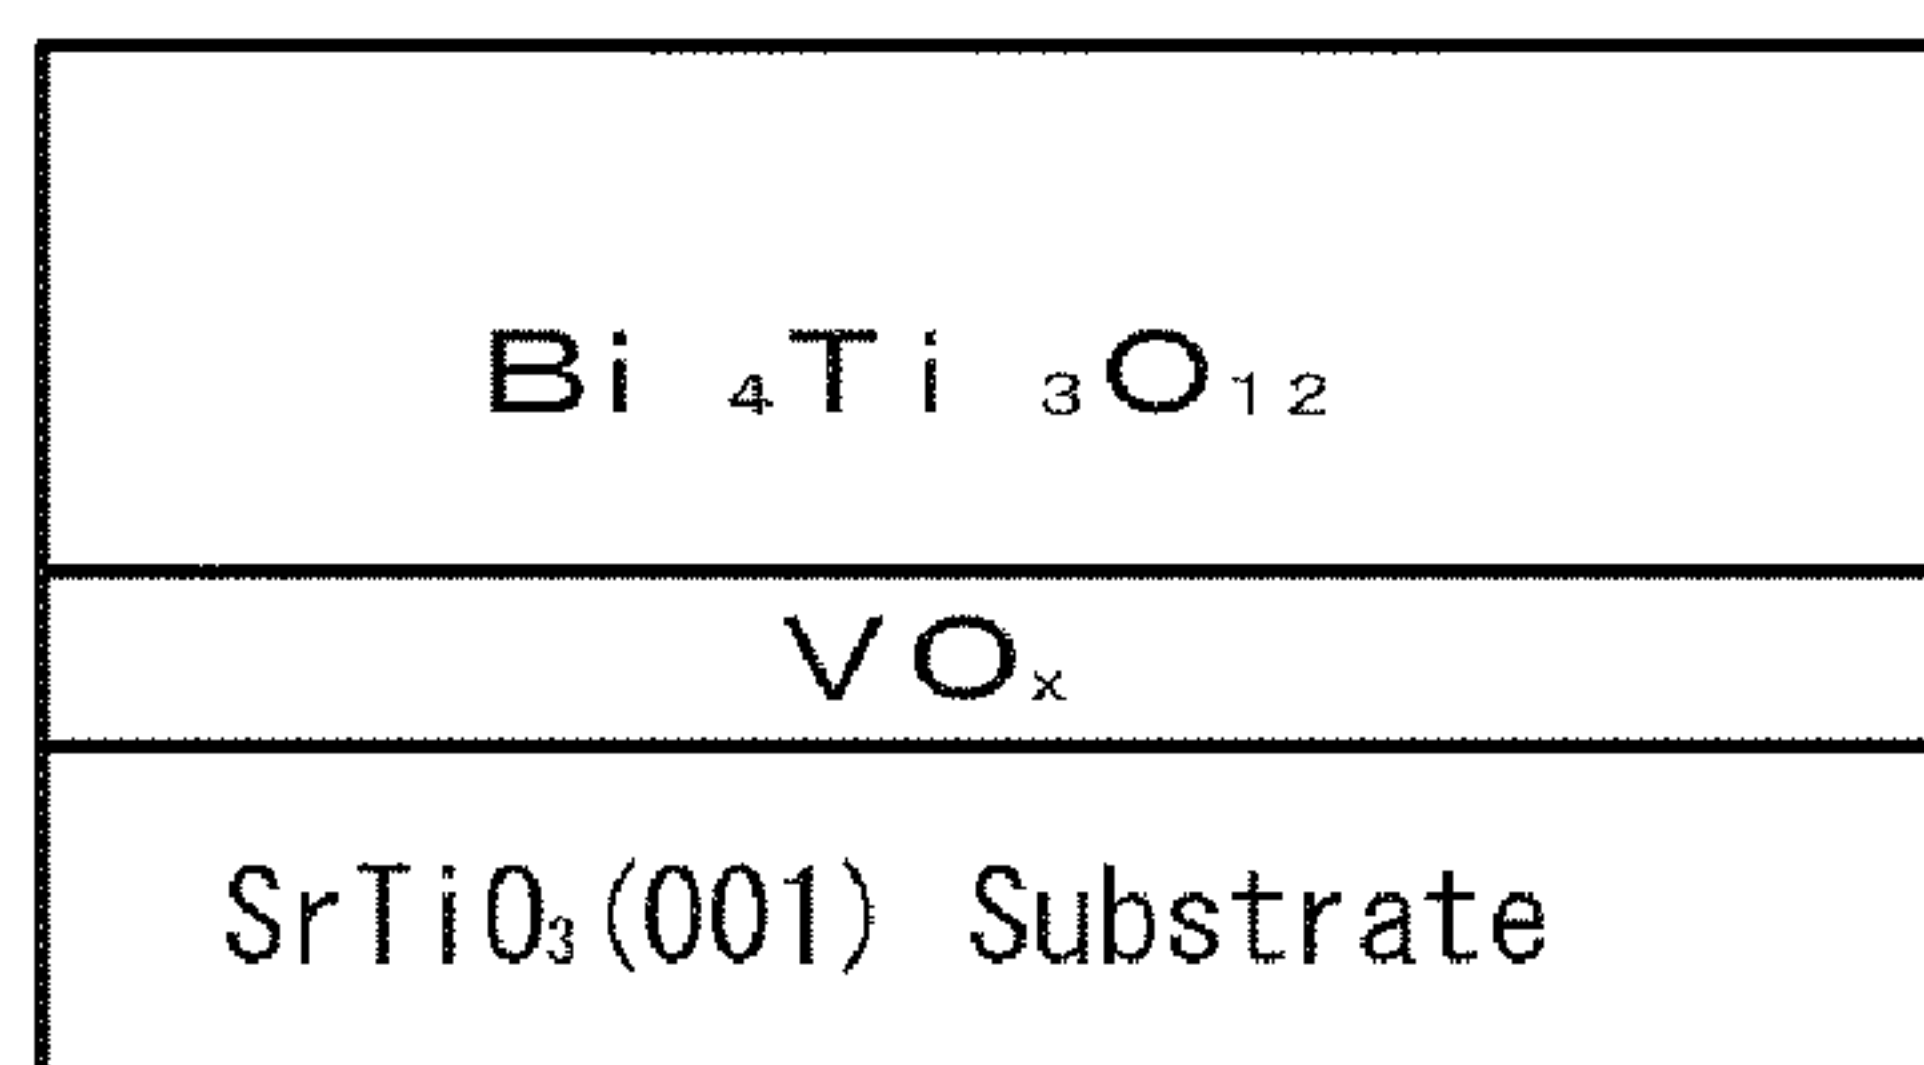 Bi₄Ti₃O₁₂
VOₓ
SrTiO₃(001) Substrate